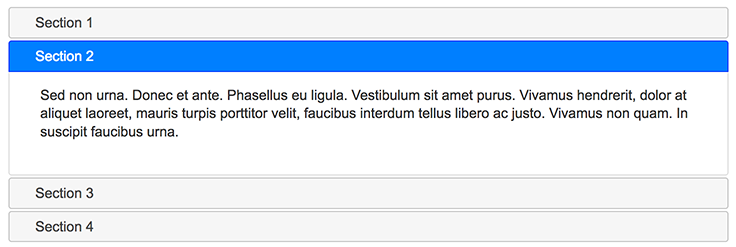 Section 1
Section 2
Sed non urna. Donec et ante. Phasellus eu ligula. Vestibulum sit amet purus. Vivamus hendrerit, dolor at
aliquet laoreet, mauris turpis porttitor velit, faucibus interdum tellus libero ac justo. Vivamus non quam. In
suscipit faucibus urna.
Section 3
Section 4